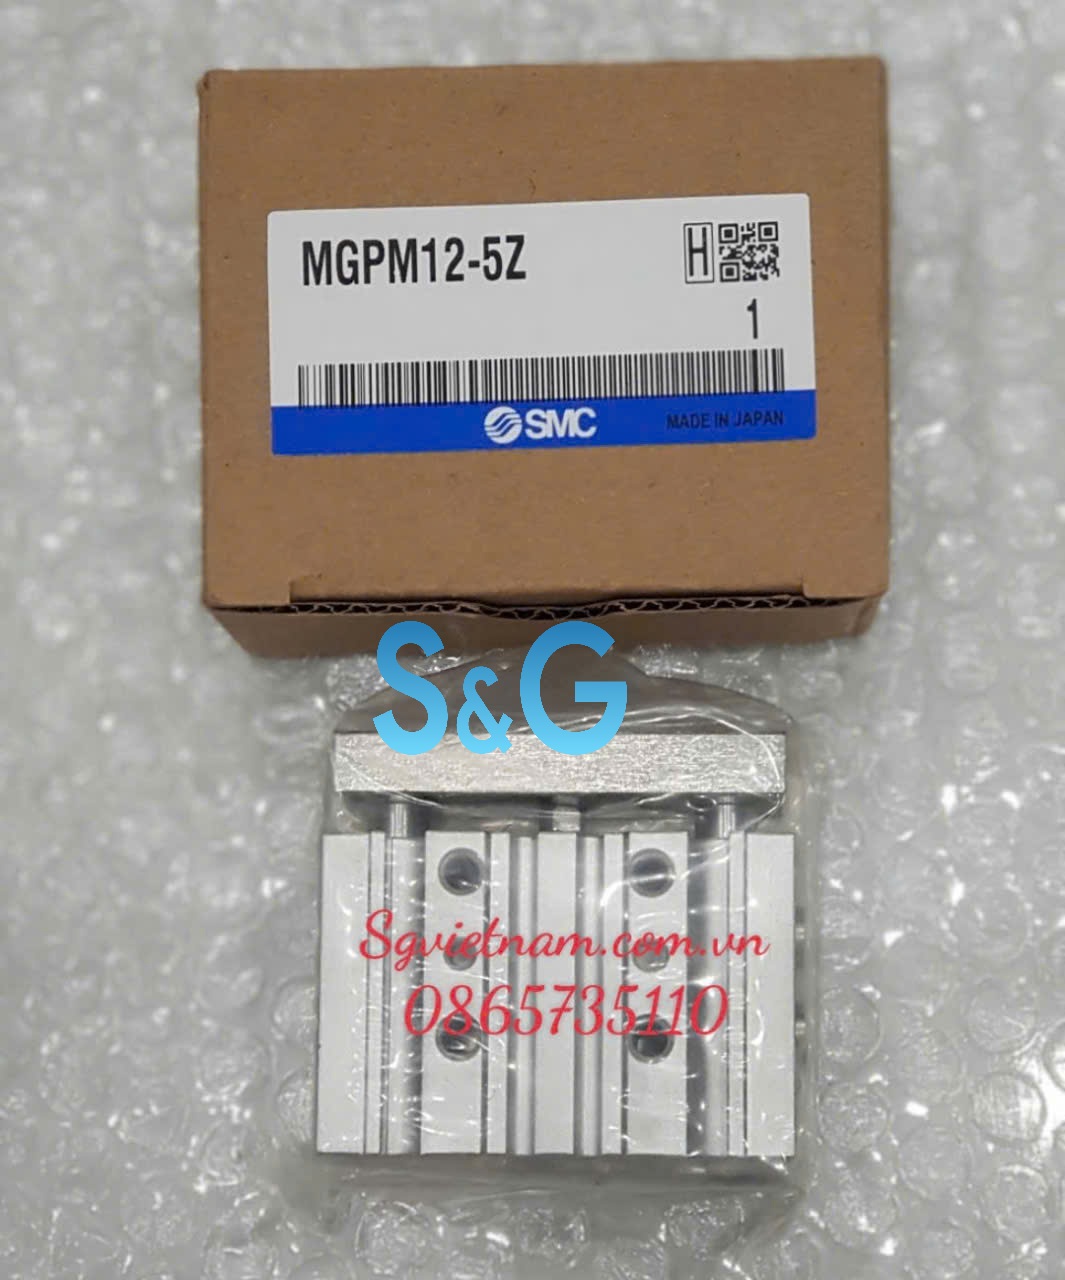 MGPM12-5Z
H
1
SMC
MADE IN JAPAN
S&G
Sgvietnam.com.vn
0865735110